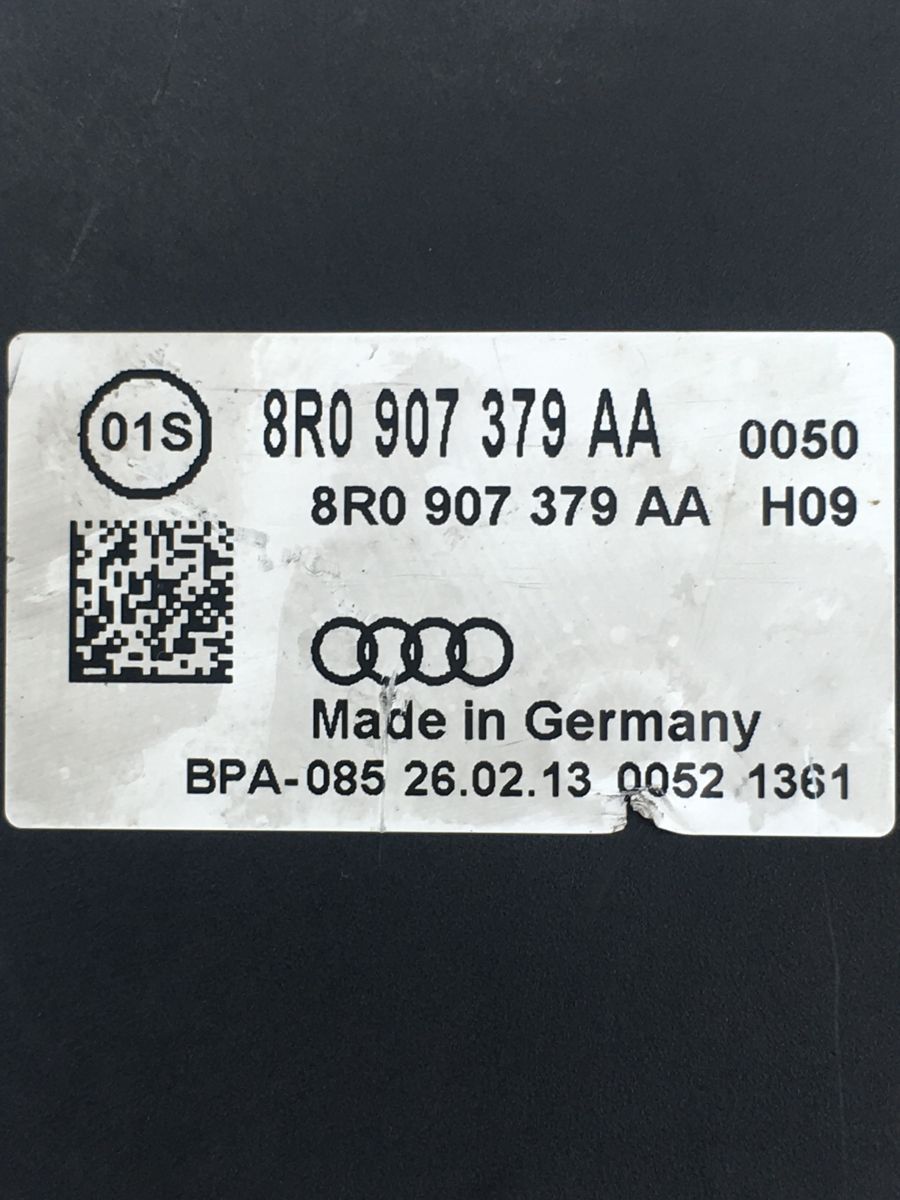 01S
8R0 907 379 AA 0050
8R0 907 379 AA H09
Made in Germany
BPA-085 26.02.13 0052 1361